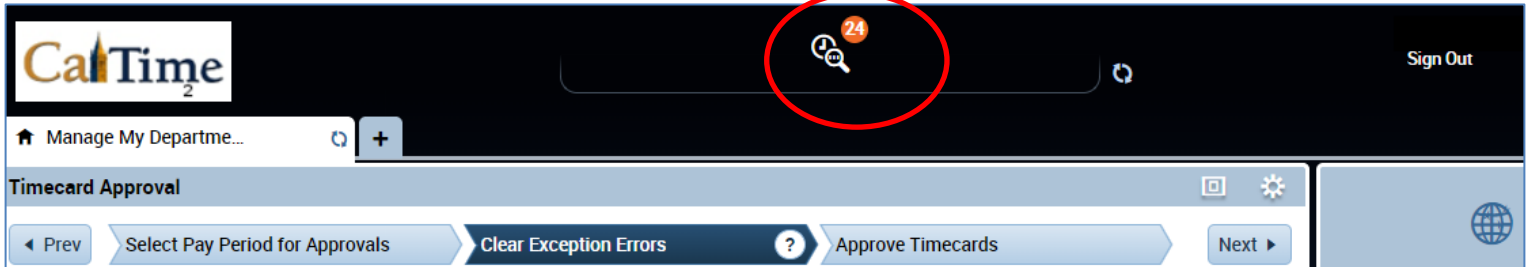 CalTime
2
24
Sign Out
Manage My Departme...
+
Timecard Approval
Prev
Select Pay Period for Approvals
Clear Exception Errors
?
Approve Timecards
Next